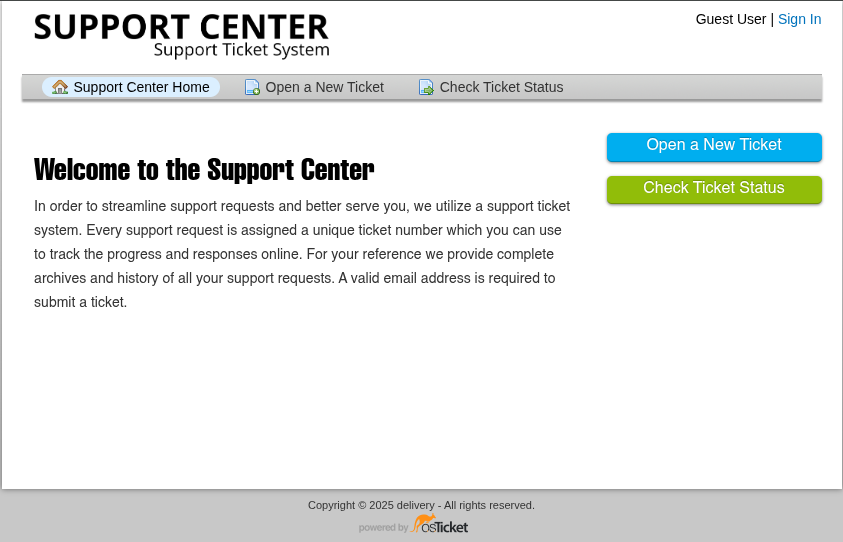 SUPPORT CENTER
Support Ticket System
Guest User | Sign In
Support Center Home
Open a New Ticket
Check Ticket Status
Open a New Ticket
Check Ticket Status
Welcome to the Support Center
In order to streamline support requests and better serve you, we utilize a support ticket
system. Every support request is assigned a unique ticket number which you can use
to track the progress and responses online. For your reference we provide complete
archives and history of all your support requests. A valid email address is required to
submit a ticket.
Copyright © 2025 delivery - All rights reserved.
powered by osTicket